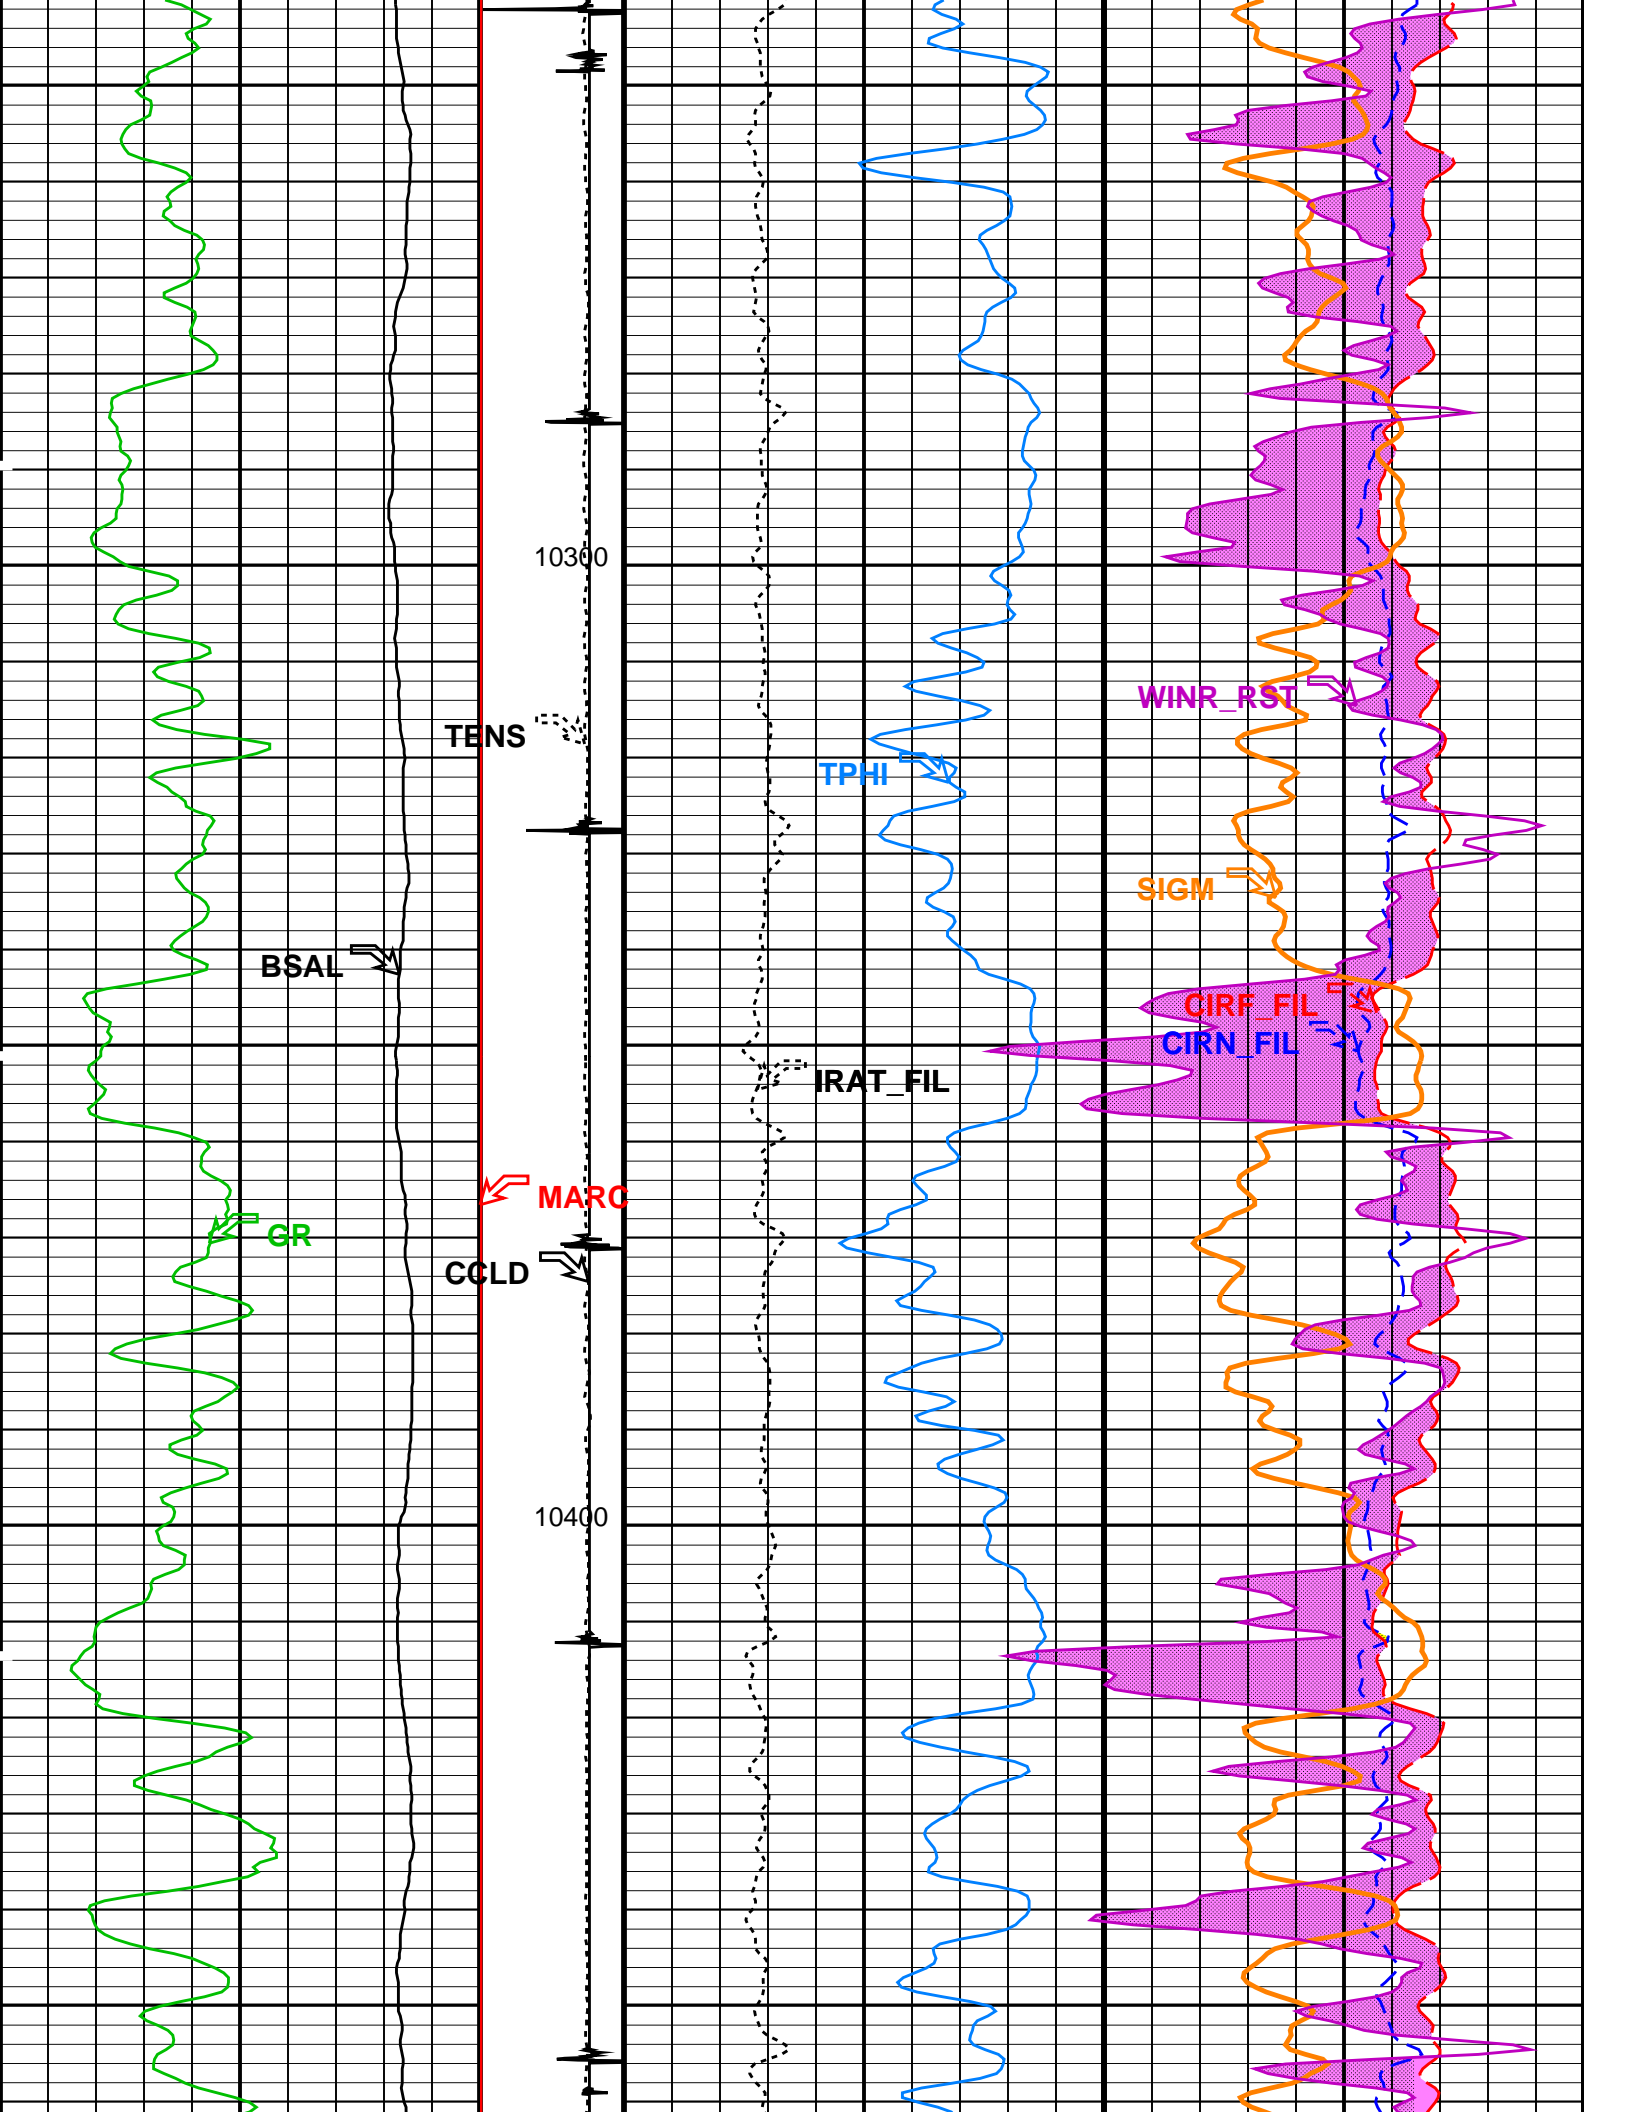 10300
WINR_RST
TENS
TPHI
SIGM
BSAL
CIRF_FIL
CIRN_FIL
IRAT_FIL
MARC
GR
CCLD
10400